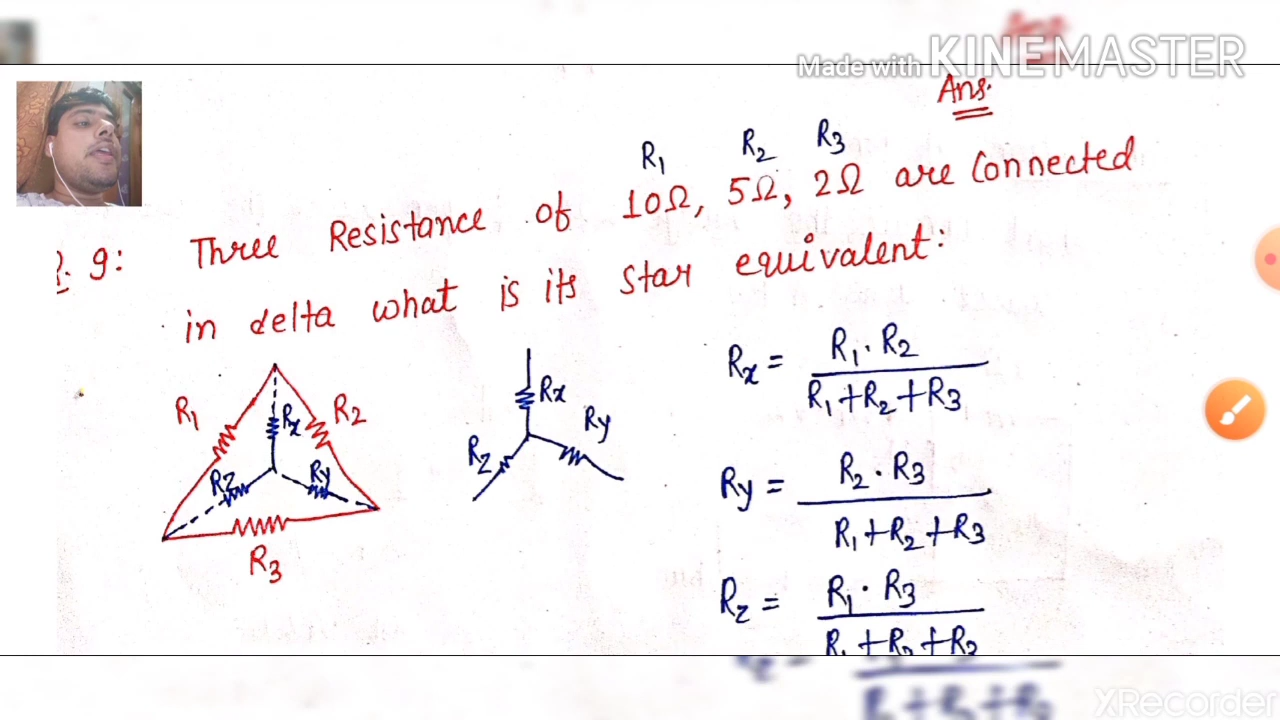 Made with KINEMASTER
Ans.
R1 R2 R3
9: Three Resistance of 10Ω, 5Ω, 2Ω are Connected
in delta what is its star equivalent:
R1 Rx R2
Rz Ry
R3
Rx
Ry
Rz
Rx = R1 · R2
R1 + R2 + R3
Ry = R2 · R3
R1 + R2 + R3
Rz = R1 · R3
R1 + R2 + R3
XRecorder